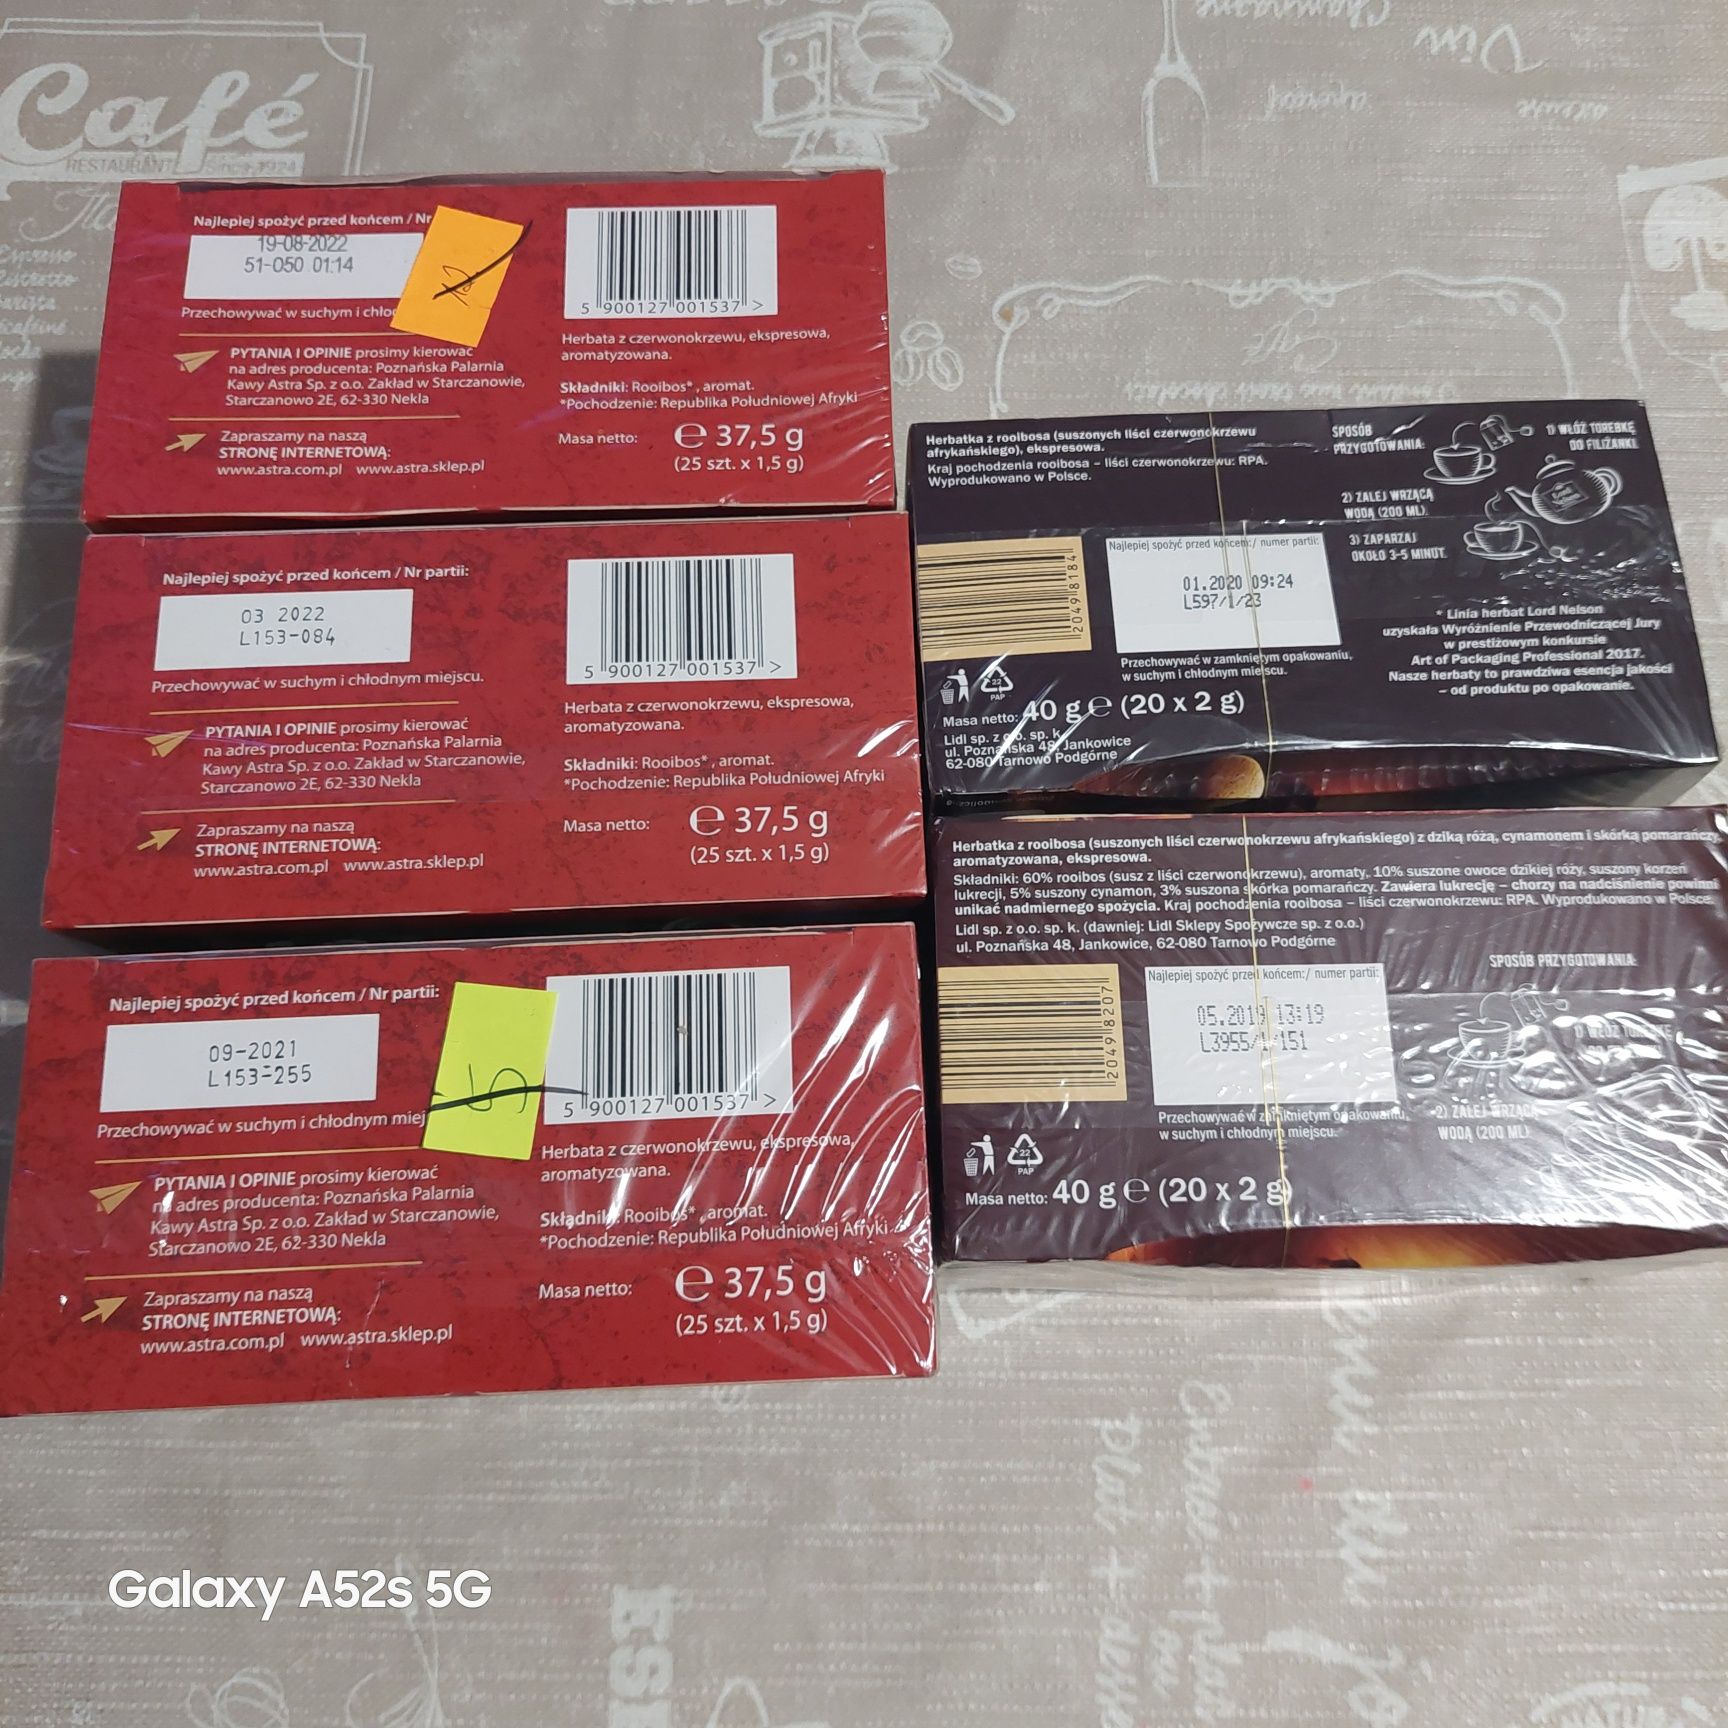 Café
RESTAURANT
Najlepiej spożyć przed końcem / Nr
19-08-2022
51-050 01:14
Przechowywać w suchym i
PYTANIA I OPINIE prosimy kierować
na adres producenta: Poznańska Palarnia
Kawy Astra Sp. z o.o. Zakład w Starczanowie,
Starczanowo 2E, 62-330 Nekla
Zapraszamy na naszą
STRONĘ INTERNETOWĄ:
www.astra.com.pl www.astra.sklep.pl
5 900127 001537 >
Herbata z czerwonokrzewu, ekspresowa,
aromatyzowana.
Składniki: Rooibos* , aromat.
*Pochodzenie: Republika Południowej Afryki
Masa netto: ℮ 37,5 g
(25 szt. x 1,5 g)
Najlepiej spożyć przed końcem / Nr partii:
03 2022
L153-084
Przechowywać w suchym i chłodnym miejscu.
PYTANIA I OPINIE prosimy kierować
na adres producenta: Poznańska Palarnia
Kawy Astra Sp. z o.o. Zakład w Starczanowie,
Starczanowo 2E, 62-330 Nekla
Zapraszamy na naszą
STRONĘ INTERNETOWĄ:
www.astra.com.pl www.astra.sklep.pl
5 900127 001537 >
Herbata z czerwonokrzewu, ekspresowa,
aromatyzowana.
Składniki: Rooibos* , aromat.
*Pochodzenie: Republika Południowej Afryki
Masa netto: ℮ 37,5 g
(25 szt. x 1,5 g)
Najlepiej spożyć przed końcem / Nr partii:
09-2021
L153-255
Przechowywać w suchym i chłodnym
PYTANIA I OPINIE prosimy kierować
na adres producenta: Poznańska Palarnia
Kawy Astra Sp. z o.o. Zakład w Starczanowie,
Starczanowo 2E, 62-330 Nekla
Zapraszamy na naszą
STRONĘ INTERNETOWĄ:
www.astra.com.pl www.astra.sklep.pl
5 900127 001537 >
Herbata z czerwonokrzewu, ekspresowa,
aromatyzowana.
Składniki: Rooibos* , aromat.
*Pochodzenie: Republika Południowej Afryki
Masa netto: ℮ 37,5 g
(25 szt. x 1,5 g)
Herbatka z rooibosa (suszonych liści czerwonokrzewu
afrykańskiego), ekspresowa.
Kraj pochodzenia rooibosa – liści czerwonokrzewu: RPA.
Wyprodukowano w Polsce.
SPOSÓB
PRZYGOTOWANIA:
1) WŁÓŻ TOREBKĘ
DO FILIŻANKI.
2) ZALEJ WRZĄCĄ
WODĄ (200 ML).
3) ZAPARZAJ
OKOŁO 3-5 MINUT.
20498184
Najlepiej spożyć przed końcem:/ numer partii:
01.2020 09:24
L597/1/23
Przechowywać w zamkniętym opakowaniu,
w suchym i chłodnym miejscu.
* Linia herbat Lord Nelson
uzyskała Wyróżnienie Przewodniczącej Jury
w prestiżowym konkursie
Art of Packaging Professional 2017.
Nasze herbaty to prawdziwa esencja jakości
– od produktu po opakowanie.
22
PAP
Masa netto: 40 g ℮ (20 x 2 g)
Lidl sp. z o.o. sp. k.
ul. Poznańska 48, Jankowice
62-080 Tarnowo Podgórne
Herbatka z rooibosa (suszonych liści czerwonokrzewu afrykańskiego) z dziką różą, cynamonem i skórką pomarańczy,
aromatyzowana, ekspresowa.
Składniki: 60% rooibos (susz z liści czerwonokrzewu), aromaty, 10% suszone owoce dzikiej róży, suszony korzeń
lukrecji, 5% suszony cynamon, 3% suszona skórka pomarańczy. Zawiera lukrecję – chorzy na nadciśnienie powinni
unikać nadmiernego spożycia. Kraj pochodzenia rooibosa – liści czerwonokrzewu: RPA. Wyprodukowano w Polsce.
Lidl sp. z o.o. sp. k. (dawniej: Lidl Sklepy Spożywcze sp. z o.o.)
ul. Poznańska 48, Jankowice, 62-080 Tarnowo Podgórne
SPOSÓB PRZYGOTOWANIA:
20498207
Najlepiej spożyć przed końcem:/ numer partii:
05.2019 13:19
L3955/1/151
1) WŁÓŻ TOREBKĘ
Przechowywać w zamkniętym opakowaniu,
w suchym i chłodnym miejscu.
2) ZALEJ WRZĄCĄ
WODĄ (200 ML)
22
PAP
Masa netto: 40 g ℮ (20 x 2 g)
Galaxy A52s 5G